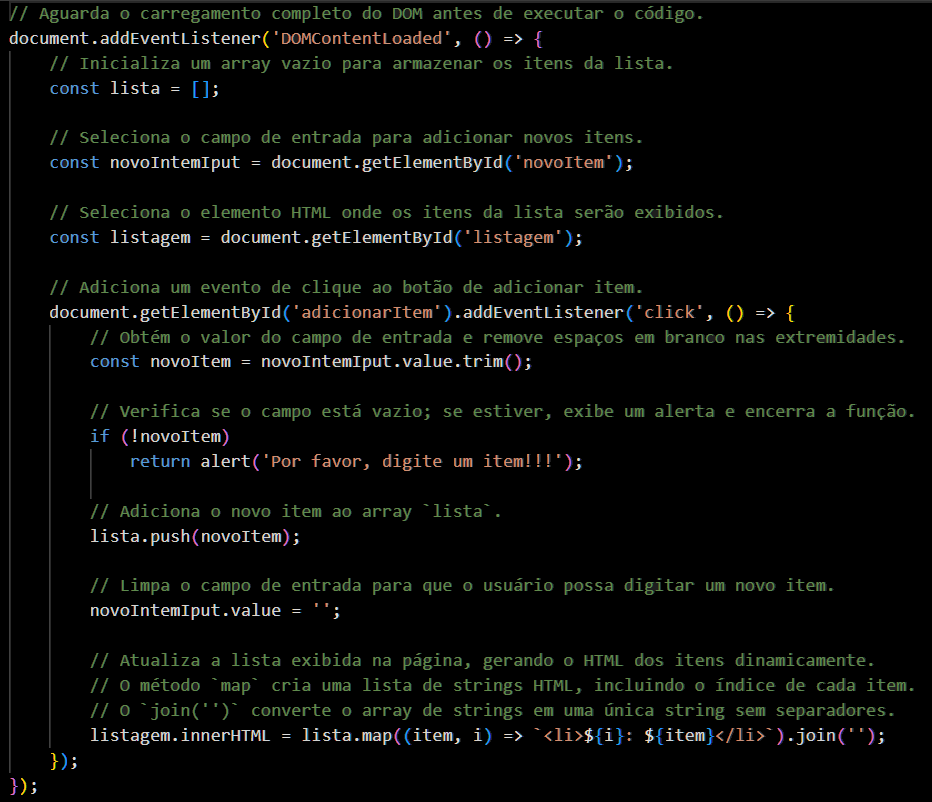 // Aguarda o carregamento completo do DOM antes de executar o código.
document.addEventListener('DOMContentLoaded', () => {
    // Inicializa um array vazio para armazenar os itens da lista.
    const lista = [];

    // Seleciona o campo de entrada para adicionar novos itens.
    const novoIntemIput = document.getElementById('novoItem');

    // Seleciona o elemento HTML onde os itens da lista serão exibidos.
    const listagem = document.getElementById('listagem');

    // Adiciona um evento de clique ao botão de adicionar item.
    document.getElementById('adicionarItem').addEventListener('click', () => {
        // Obtém o valor do campo de entrada e remove espaços em branco nas extremidades.
        const novoItem = novoIntemIput.value.trim();

        // Verifica se o campo está vazio; se estiver, exibe um alerta e encerra a função.
        if (!novoItem)
            return alert('Por favor, digite um item!!!');

        // Adiciona o novo item ao array `lista`.
        lista.push(novoItem);

        // Limpa o campo de entrada para que o usuário possa digitar um novo item.
        novoIntemIput.value = '';

        // Atualiza a lista exibida na página, gerando o HTML dos itens dinamicamente.
        // O método `map` cria uma lista de strings HTML, incluindo o índice de cada item.
        // O `join('')` converte o array de strings em uma única string sem separadores.
        listagem.innerHTML = lista.map((item, i) => `<li>${i}: ${item}</li>`).join('');
    });
});